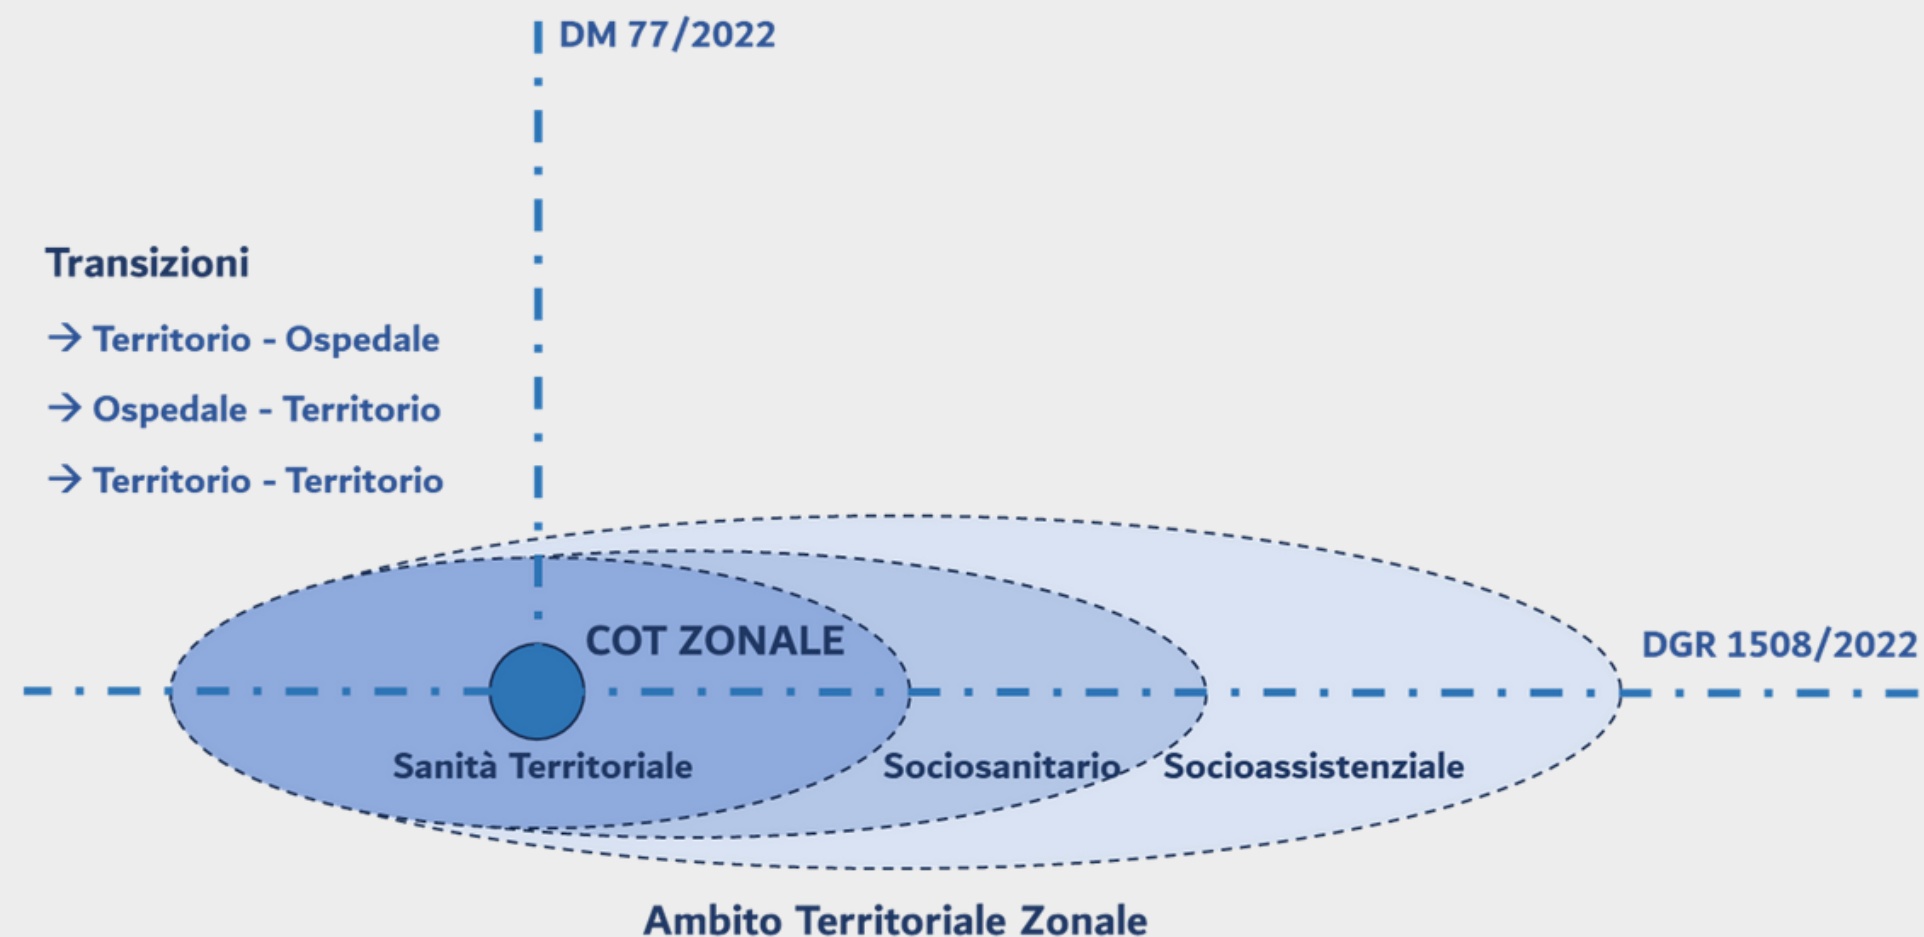 DM 77/2022
Transizioni
→ Territorio - Ospedale
→ Ospedale - Territorio
→ Territorio - Territorio
COT ZONALE
DGR 1508/2022
Sanità Territoriale
Sociosanitario
Socioassistenziale
Ambito Territoriale Zonale